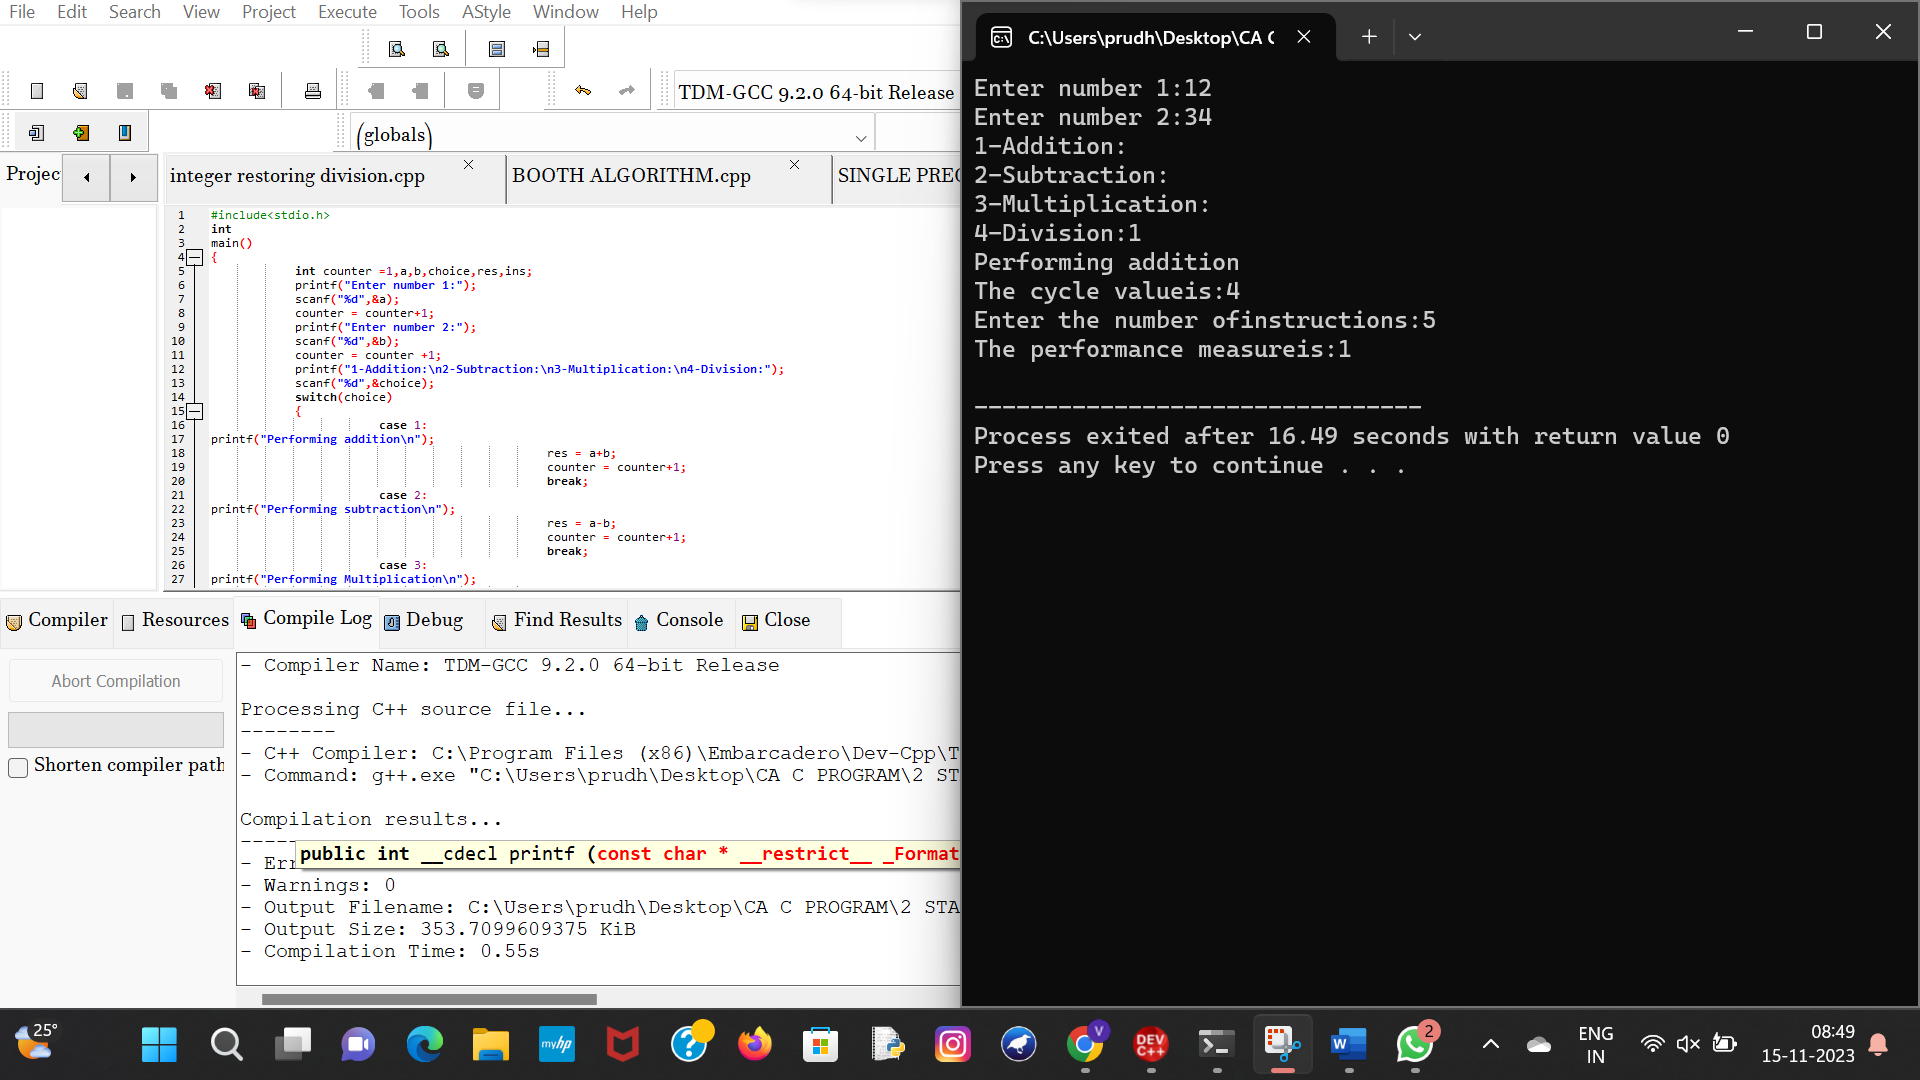 File Edit Search View Project Execute Tools AStyle Window Help
TDM-GCC 9.2.0 64-bit Release
(globals)
Projec
integer restoring division.cpp
BOOTH ALGORITHM.cpp
SINGLE PREC
1 #include<stdio.h>
2 int
3 main()
4 {
5 int counter =1,a,b,choice,res,ins;
6 printf("Enter number 1:");
7 scanf("%d",&a);
8 counter = counter+1;
9 printf("Enter number 2:");
10 scanf("%d",&b);
11 counter = counter +1;
12 printf("1-Addition:\n2-Subtraction:\n3-Multiplication:\n4-Division:");
13 scanf("%d",&choice);
14 switch(choice)
15 {
16 case 1:
17 printf("Performing addition\n");
18 res = a+b;
19 counter = counter+1;
20 break;
21 case 2:
22 printf("Performing subtraction\n");
23 res = a-b;
24 counter = counter+1;
25 break;
26 case 3:
27 printf("Performing Multiplication\n");
Compiler Resources Compile Log Debug Find Results Console Close
Abort Compilation
Shorten compiler path
- Compiler Name: TDM-GCC 9.2.0 64-bit Release
Processing C++ source file...
--------
- C++ Compiler: C:\Program Files (x86)\Embarcadero\Dev-Cpp\T
- Command: g++.exe "C:\Users\prudh\Desktop\CA C PROGRAM\2 ST
Compilation results...
-----
- Err
public int __cdecl printf (const char * __restrict__ _Format
- Warnings: 0
- Output Filename: C:\Users\prudh\Desktop\CA C PROGRAM\2 STA
- Output Size: 353.7099609375 KiB
- Compilation Time: 0.55s
C:\Users\prudh\Desktop\CA C
Enter number 1:12
Enter number 2:34
1-Addition:
2-Subtraction:
3-Multiplication:
4-Division:1
Performing addition
The cycle valueis:4
Enter the number ofinstructions:5
The performance measureis:1
--------------------------------
Process exited after 16.49 seconds with return value 0
Press any key to continue . . .
25°
myhp
V
DEV
C++
W
2
ENG
IN
08:49
15-11-2023